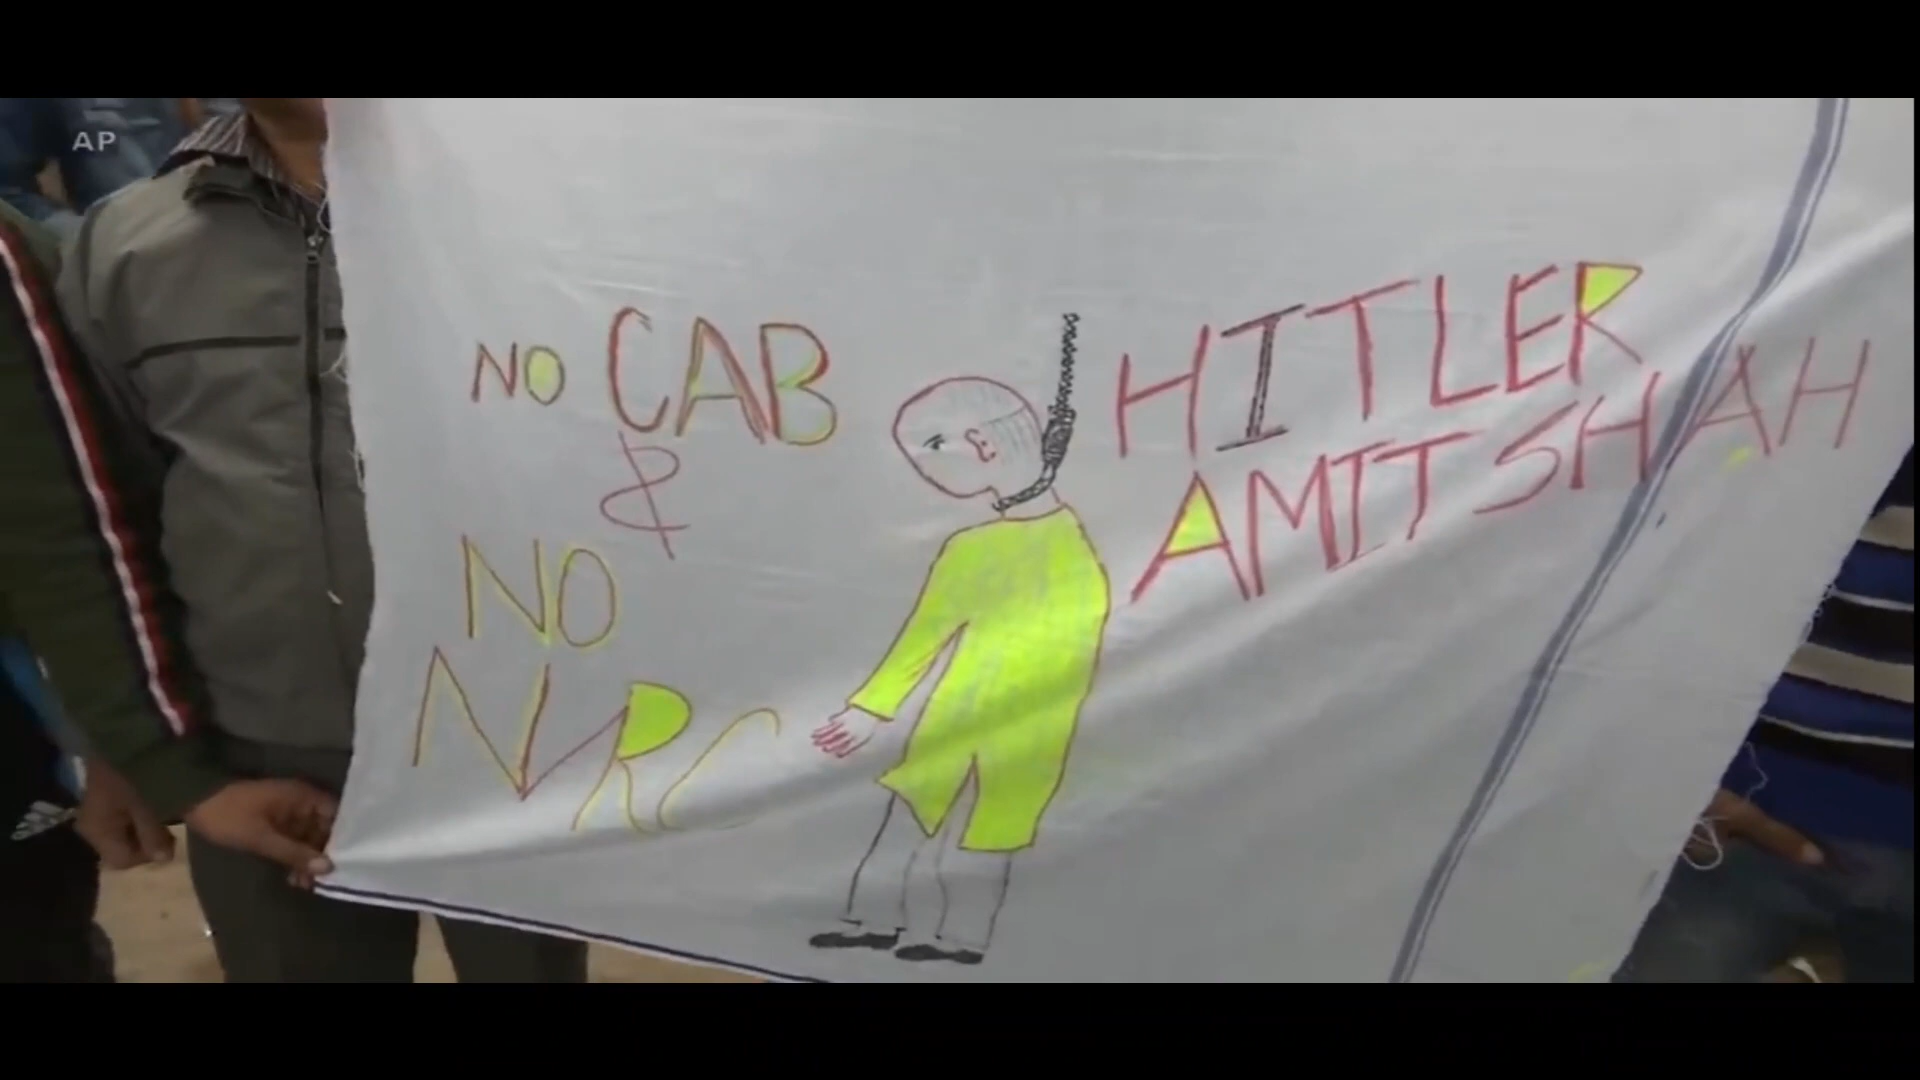 AP
NO CAB
&
NO
NRC
HITLER
AMIT SHAH